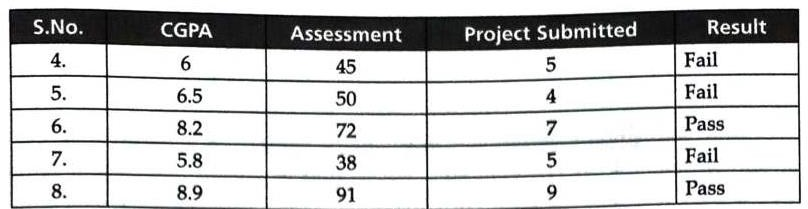 S.No. CGPA Assessment Project Submitted Result
4. 6 45 5 Fail
5. 6.5 50 4 Fail
6. 8.2 72 7 Pass
7. 5.8 38 5 Fail
8. 8.9 91 9 Pass